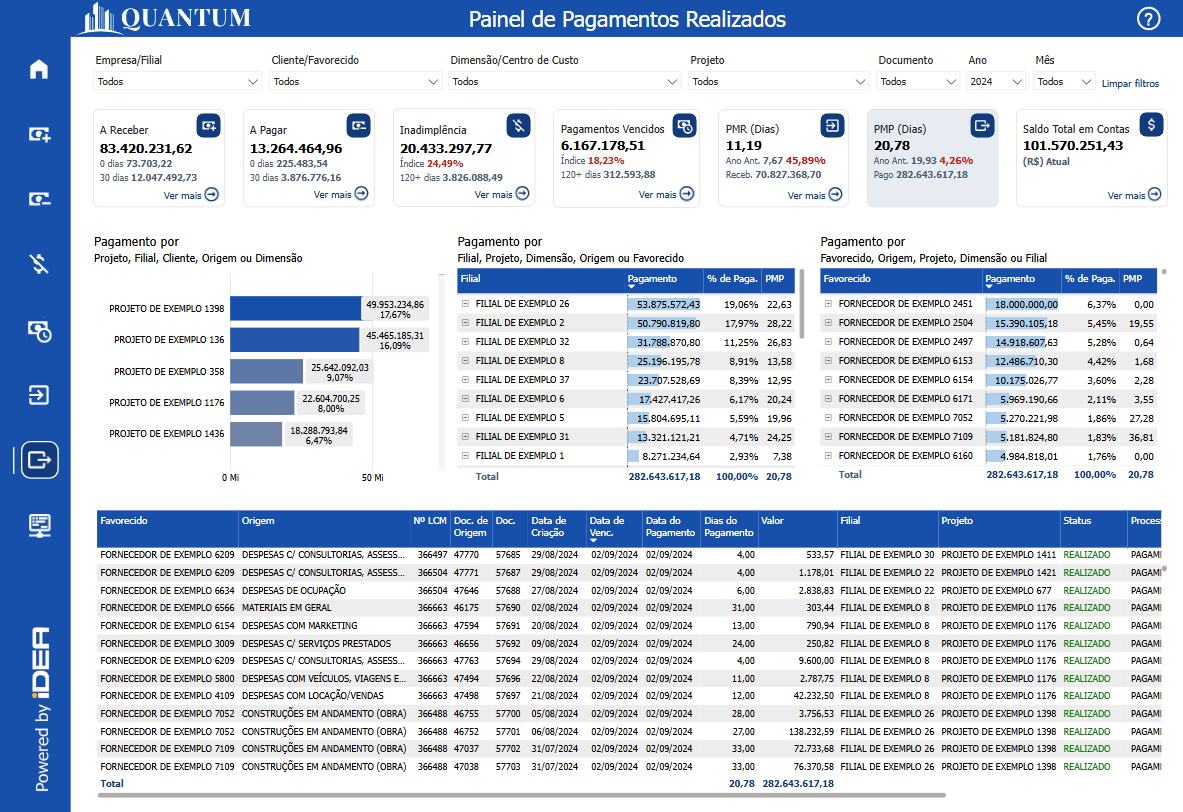 QUANTUM
Painel de Pagamentos Realizados
?
Empresa/Filial Cliente/Favorecido Dimensão/Centro de Custo Projeto Documento Ano Mês
Todos Todos Todos Todos Todos 2024 Todos Limpar filtros
A Receber
83.420.231,62
0 dias 73.703,22
30 dias 12.047.492,73
Ver mais
A Pagar
13.264.464,96
0 dias 225.483,54
30 dias 3.876.776,16
Ver mais
Inadimplência
20.433.297,77
Índice 24,49%
120+ dias 3.826.088,49
Ver mais
Pagamentos Vencidos
6.167.178,51
Índice 18,23%
120+ dias 312.593,88
Ver mais
PMR (Dias)
11,19
Ano Ant. 7,67 45,89%
Receb. 70.827.368,70
Ver mais
PMP (Dias)
20,78
Ano Ant. 19,93 4,26%
Pago 282.643.617,18
$
Saldo Total em Contas
101.570.251,43
(R$) Atual
Ver mais
Pagamento por
Projeto, Filial, Cliente, Origem ou Dimensão
PROJETO DE EXEMPLO 1398 49.953.234,86 17,67%
PROJETO DE EXEMPLO 136 45.465.185,31 16,09%
PROJETO DE EXEMPLO 358 25.642.092,03 9,07%
PROJETO DE EXEMPLO 1176 22.604.700,25 8,00%
PROJETO DE EXEMPLO 1436 18.288.793,84 6,47%
0 Mi 50 Mi
Pagamento por
Filial, Projeto, Dimensão, Origem ou Favorecido
Filial Pagamento % de Paga. PMP
FILIAL DE EXEMPLO 26 53.875.572,43 19,06% 22,63
FILIAL DE EXEMPLO 2 50.790.819,80 17,97% 28,22
FILIAL DE EXEMPLO 32 31.788.870,80 11,25% 26,83
FILIAL DE EXEMPLO 8 25.196.195,78 8,91% 13,58
FILIAL DE EXEMPLO 37 23.707.528,69 8,39% 12,95
FILIAL DE EXEMPLO 6 17.427.417,26 6,17% 20,24
FILIAL DE EXEMPLO 5 15.804.695,11 5,59% 19,96
FILIAL DE EXEMPLO 31 13.321.121,21 4,71% 24,25
FILIAL DE EXEMPLO 1 8.271.234,64 2,93% 7,38
Total 282.643.617,18 100,00% 20,78
Pagamento por
Favorecido, Origem, Projeto, Dimensão ou Filial
Favorecido Pagamento % de Paga. PMP
FORNECEDOR DE EXEMPLO 2451 18.000.000,00 6,37% 0,00
FORNECEDOR DE EXEMPLO 2504 15.390.105,18 5,45% 19,55
FORNECEDOR DE EXEMPLO 2497 14.918.607,63 5,28% 0,64
FORNECEDOR DE EXEMPLO 6153 12.486.710,30 4,42% 1,68
FORNECEDOR DE EXEMPLO 6154 10.175.026,77 3,60% 2,28
FORNECEDOR DE EXEMPLO 6171 5.969.190,66 2,11% 3,55
FORNECEDOR DE EXEMPLO 7052 5.270.221,98 1,86% 27,28
FORNECEDOR DE EXEMPLO 7109 5.181.824,80 1,83% 36,81
FORNECEDOR DE EXEMPLO 6160 4.984.818,01 1,76% 0,00
Total 282.643.617,18 100,00% 20,78
Favorecido Origem Nº LCM Doc. de Origem Doc. Data de Criação Data de Venc. Data do Pagamento Dias do Pagamento Valor Filial Projeto Status Process
FORNECEDOR DE EXEMPLO 6209 DESPESAS C/ CONSULTORIAS, ASSESS... 366497 47770 57685 29/08/2024 02/09/2024 02/09/2024 4,00 533,57 FILIAL DE EXEMPLO 30 PROJETO DE EXEMPLO 1411 REALIZADO PAGAMI
FORNECEDOR DE EXEMPLO 6209 DESPESAS C/ CONSULTORIAS, ASSESS... 366504 47771 57687 29/08/2024 02/09/2024 02/09/2024 4,00 1.178,01 FILIAL DE EXEMPLO 22 PROJETO DE EXEMPLO 1421 REALIZADO PAGAMI
FORNECEDOR DE EXEMPLO 6634 DESPESAS DE OCUPAÇÃO 366504 47646 57688 27/08/2024 02/09/2024 02/09/2024 6,00 2.838,83 FILIAL DE EXEMPLO 22 PROJETO DE EXEMPLO 677 REALIZADO PAGAMI
FORNECEDOR DE EXEMPLO 6566 MATERIAIS EM GERAL 366663 46175 57690 02/08/2024 02/09/2024 02/09/2024 31,00 303,44 FILIAL DE EXEMPLO 8 PROJETO DE EXEMPLO 1176 REALIZADO PAGAMI
FORNECEDOR DE EXEMPLO 6154 DESPESAS COM MARKETING 366663 47594 57691 20/08/2024 02/09/2024 02/09/2024 13,00 790,94 FILIAL DE EXEMPLO 8 PROJETO DE EXEMPLO 1176 REALIZADO PAGAMI
FORNECEDOR DE EXEMPLO 3009 DESPESAS C/ SERVIÇOS PRESTADOS 366663 46656 57692 09/08/2024 02/09/2024 02/09/2024 24,00 250,82 FILIAL DE EXEMPLO 8 PROJETO DE EXEMPLO 1176 REALIZADO PAGAMI
FORNECEDOR DE EXEMPLO 6209 DESPESAS C/ CONSULTORIAS, ASSESS... 366663 47763 57694 29/08/2024 02/09/2024 02/09/2024 4,00 9.600,00 FILIAL DE EXEMPLO 8 PROJETO DE EXEMPLO 1176 REALIZADO PAGAMI
FORNECEDOR DE EXEMPLO 5800 DESPESAS COM VEÍCULOS, VIAGENS E... 366663 47494 57696 22/08/2024 02/09/2024 02/09/2024 11,00 2.787,75 FILIAL DE EXEMPLO 8 PROJETO DE EXEMPLO 1176 REALIZADO PAGAMI
FORNECEDOR DE EXEMPLO 4109 DESPESAS COM LOCAÇÃO/VENDAS 366663 47498 57697 21/08/2024 02/09/2024 02/09/2024 12,00 42.232,50 FILIAL DE EXEMPLO 8 PROJETO DE EXEMPLO 1176 REALIZADO PAGAMI
FORNECEDOR DE EXEMPLO 7052 CONSTRUÇÕES EM ANDAMENTO (OBRA) 366488 46755 57700 05/08/2024 02/09/2024 02/09/2024 28,00 3.756,53 FILIAL DE EXEMPLO 26 PROJETO DE EXEMPLO 1398 REALIZADO PAGAMI
FORNECEDOR DE EXEMPLO 7052 CONSTRUÇÕES EM ANDAMENTO (OBRA) 366488 46752 57701 06/08/2024 02/09/2024 02/09/2024 27,00 138.232,59 FILIAL DE EXEMPLO 26 PROJETO DE EXEMPLO 1398 REALIZADO PAGAMI
FORNECEDOR DE EXEMPLO 7109 CONSTRUÇÕES EM ANDAMENTO (OBRA) 366488 47037 57702 31/07/2024 02/09/2024 02/09/2024 33,00 72.733,68 FILIAL DE EXEMPLO 26 PROJETO DE EXEMPLO 1398 REALIZADO PAGAMI
FORNECEDOR DE EXEMPLO 7109 CONSTRUÇÕES EM ANDAMENTO (OBRA) 366488 47038 57703 31/07/2024 02/09/2024 02/09/2024 33,00 76.370,58 FILIAL DE EXEMPLO 26 PROJETO DE EXEMPLO 1398 REALIZADO PAGAMI
Total 20,78 282.643.617,18
Powered by iDEA